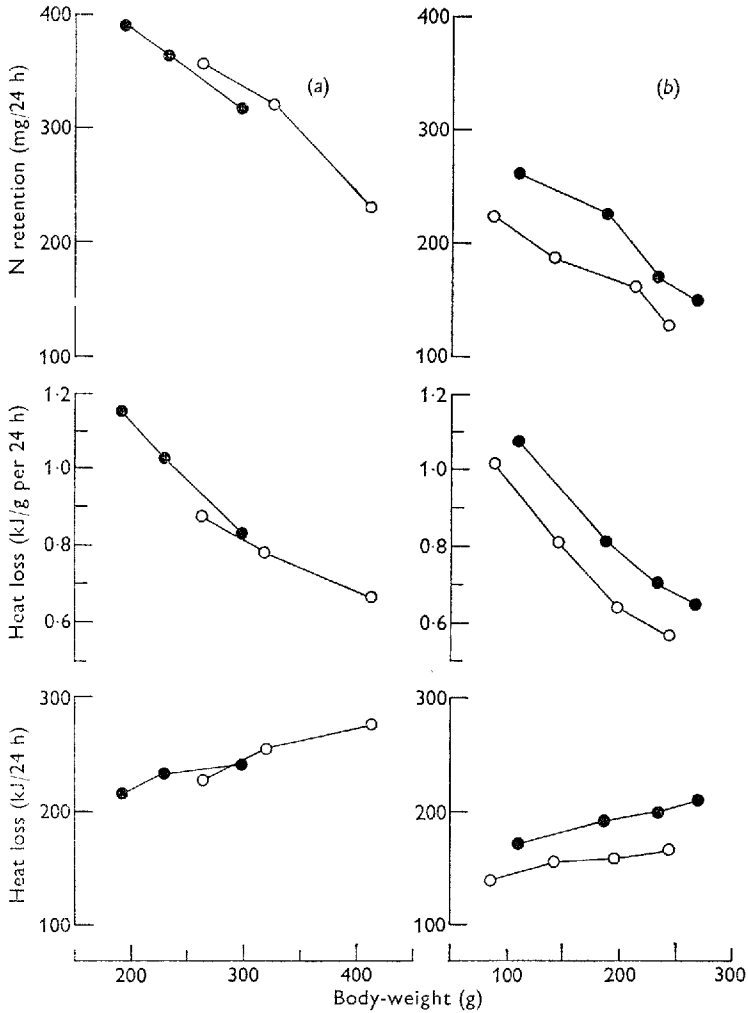 400
300
200
100
N retention (mg/24 h)
(a)
400
300
200
100
(b)
1·2
1·0
0·8
0·6
Heat loss (kJ/g per 24 h)
1·2
1·0
0·8
0·6
300
200
100
Heat loss (kJ/24 h)
300
200
100
200 300 400
100 200 300
Body-weight (g)